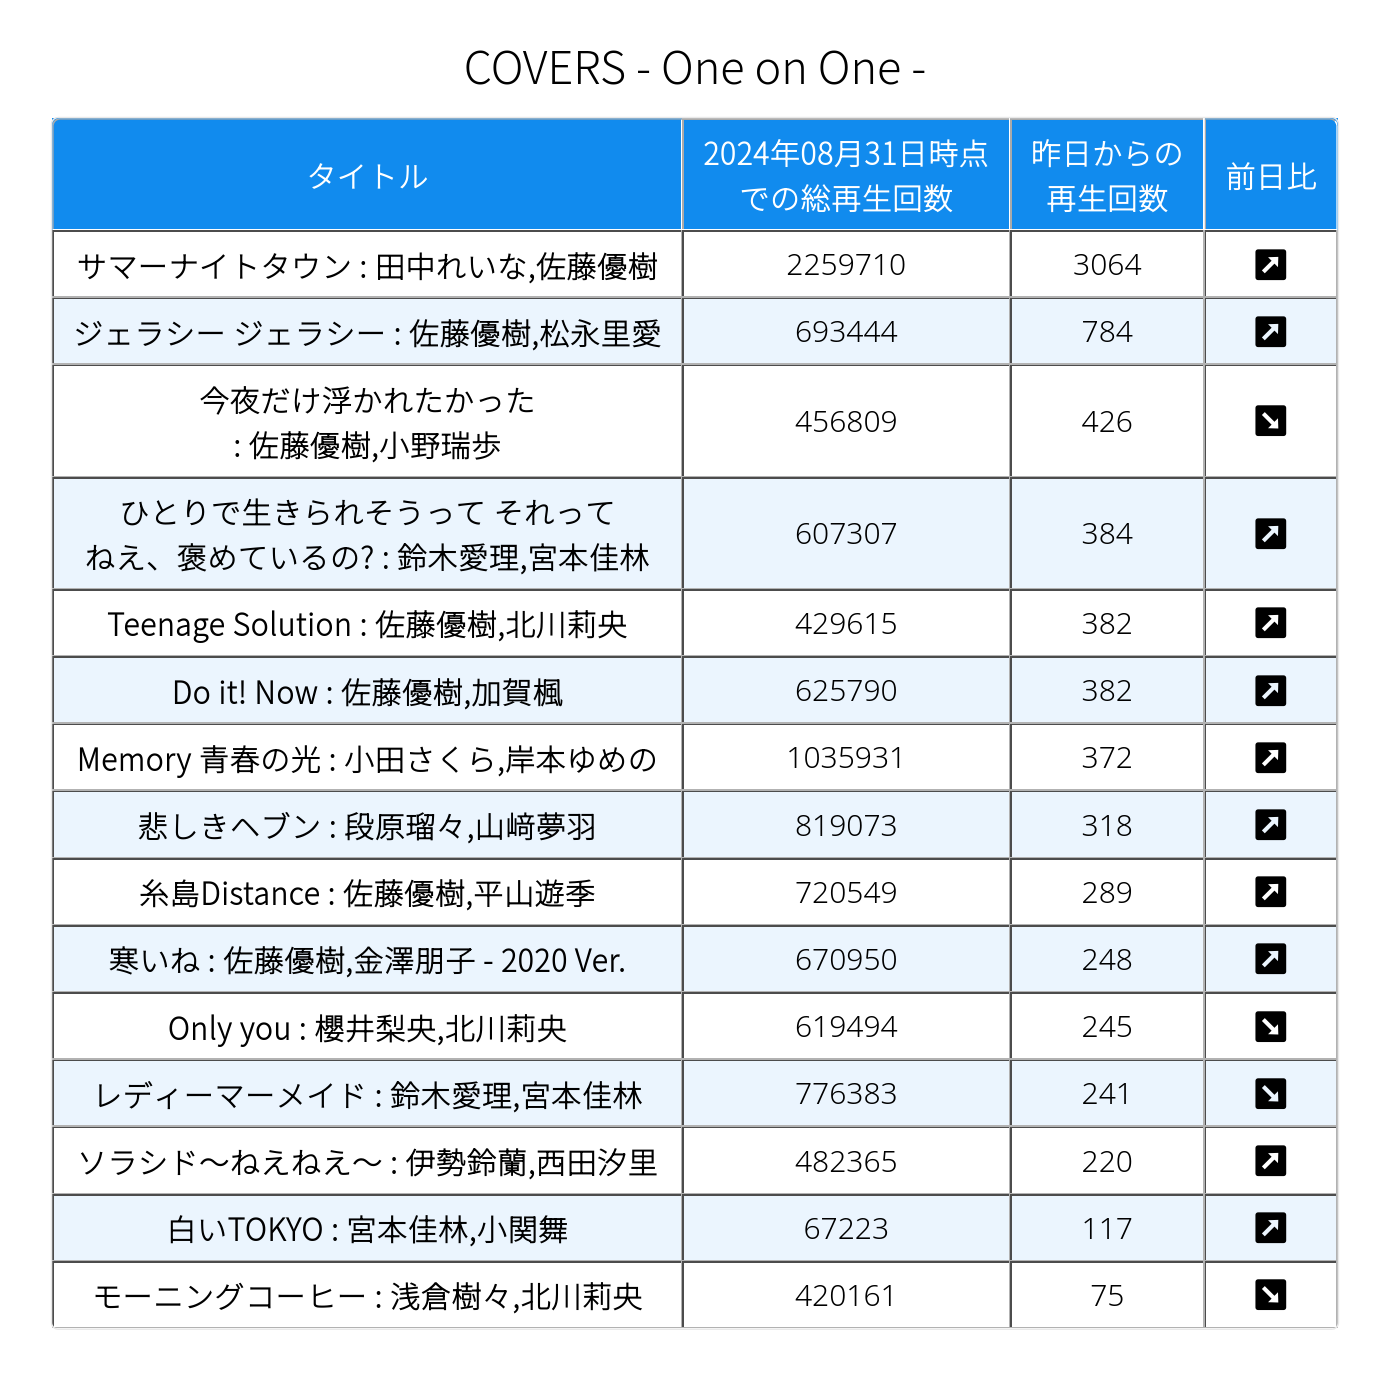 COVERS - One on One -
タイトル
2024年08月31日時点
での総再生回数
昨日からの
再生回数
前日比
サマーナイトタウン : 田中れいな,佐藤優樹 2259710 3064
ジェラシー ジェラシー : 佐藤優樹,松永里愛 693444 784
今夜だけ浮かれたかった
: 佐藤優樹,小野瑞歩 456809 426
ひとりで生きられそうって それって
ねえ、褒めているの? : 鈴木愛理,宮本佳林 607307 384
Teenage Solution : 佐藤優樹,北川莉央 429615 382
Do it! Now : 佐藤優樹,加賀楓 625790 382
Memory 青春の光 : 小田さくら,岸本ゆめの 1035931 372
悲しきヘブン : 段原瑠々,山﨑夢羽 819073 318
糸島Distance : 佐藤優樹,平山遊季 720549 289
寒いね : 佐藤優樹,金澤朋子 - 2020 Ver. 670950 248
Only you : 櫻井梨央,北川莉央 619494 245
レディーマーメイド : 鈴木愛理,宮本佳林 776383 241
ソラシド～ねえねえ～ : 伊勢鈴蘭,西田汐里 482365 220
白いTOKYO : 宮本佳林,小関舞 67223 117
モーニングコーヒー : 浅倉樹々,北川莉央 420161 75